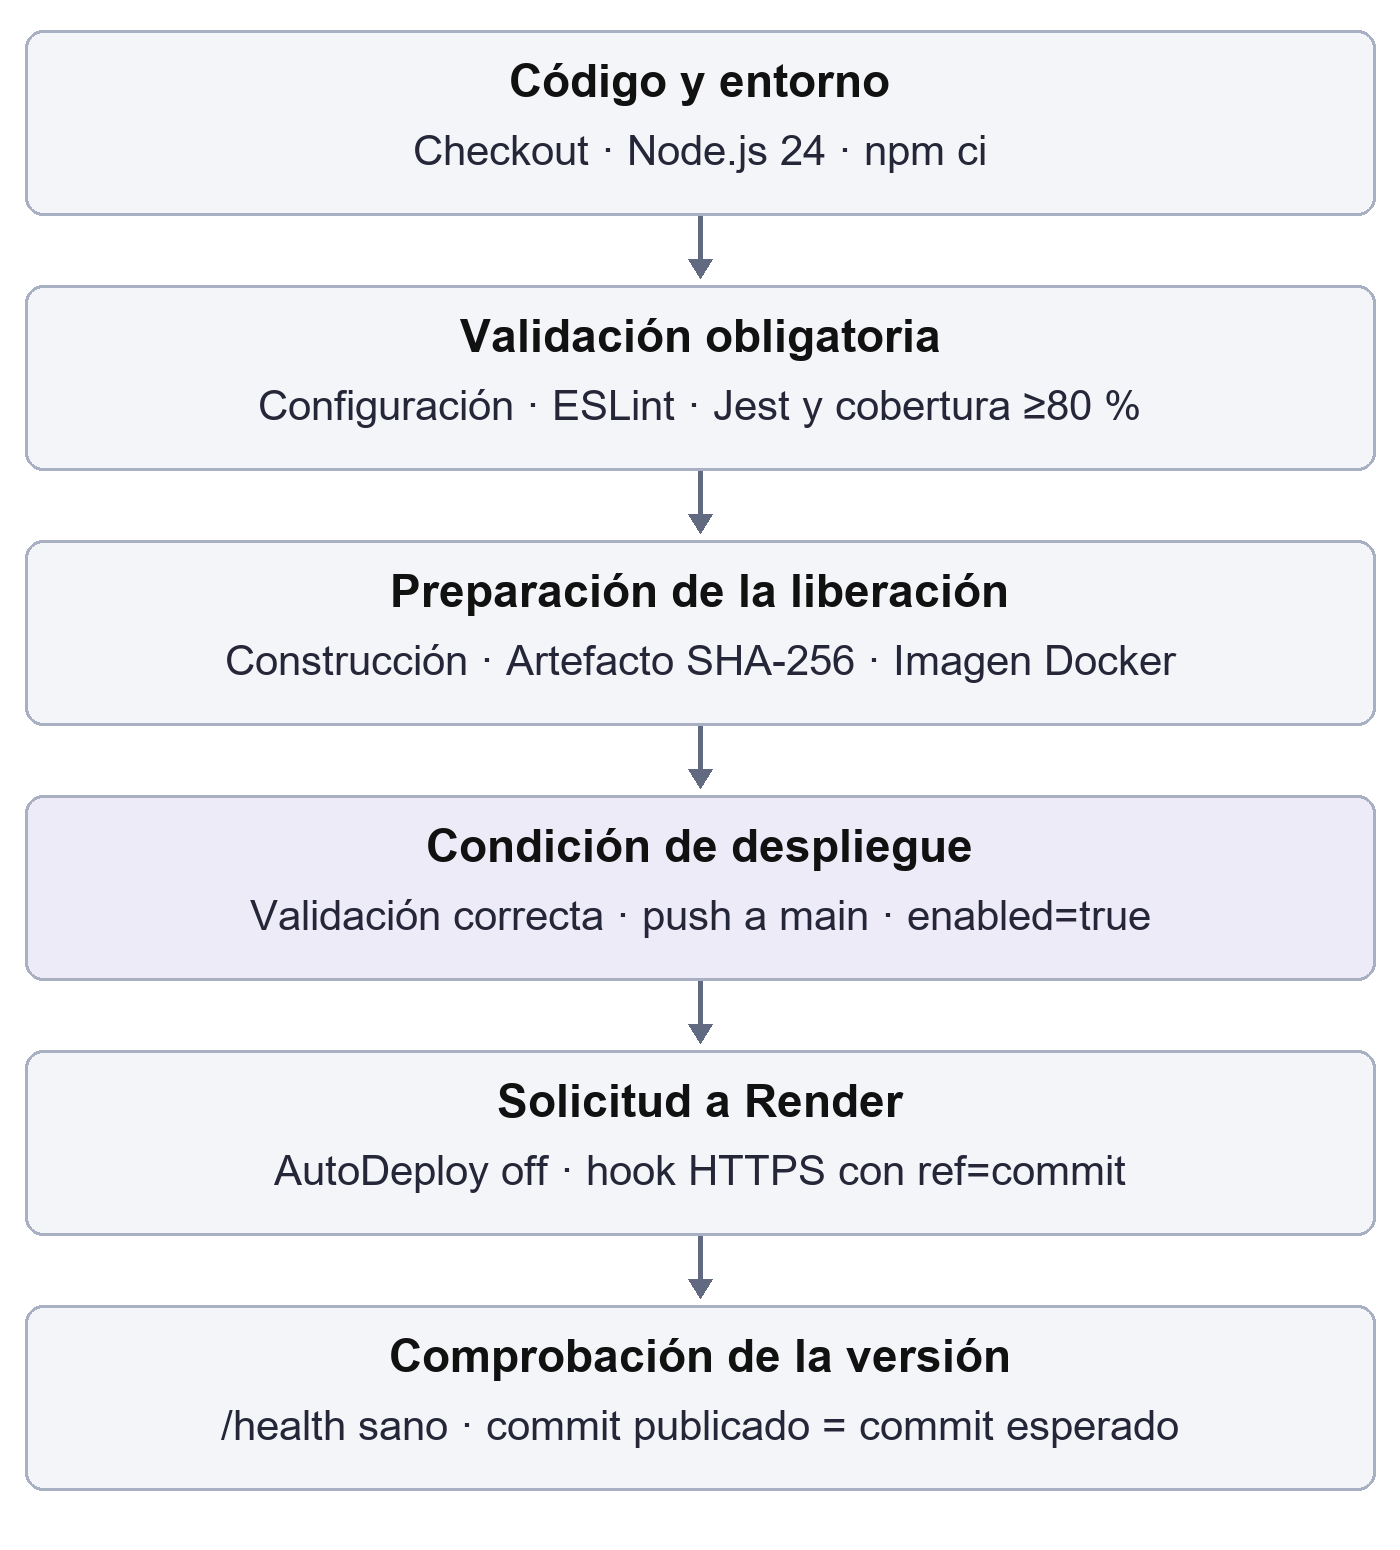 Código y entorno
Checkout · Node.js 24 · npm ci
Validación obligatoria
Configuración · ESLint · Jest y cobertura ≥80 %
Preparación de la liberación
Construcción · Artefacto SHA-256 · Imagen Docker
Condición de despliegue
Validación correcta · push a main · enabled=true
Solicitud a Render
AutoDeploy off · hook HTTPS con ref=commit
Comprobación de la versión
/health sano · commit publicado = commit esperado